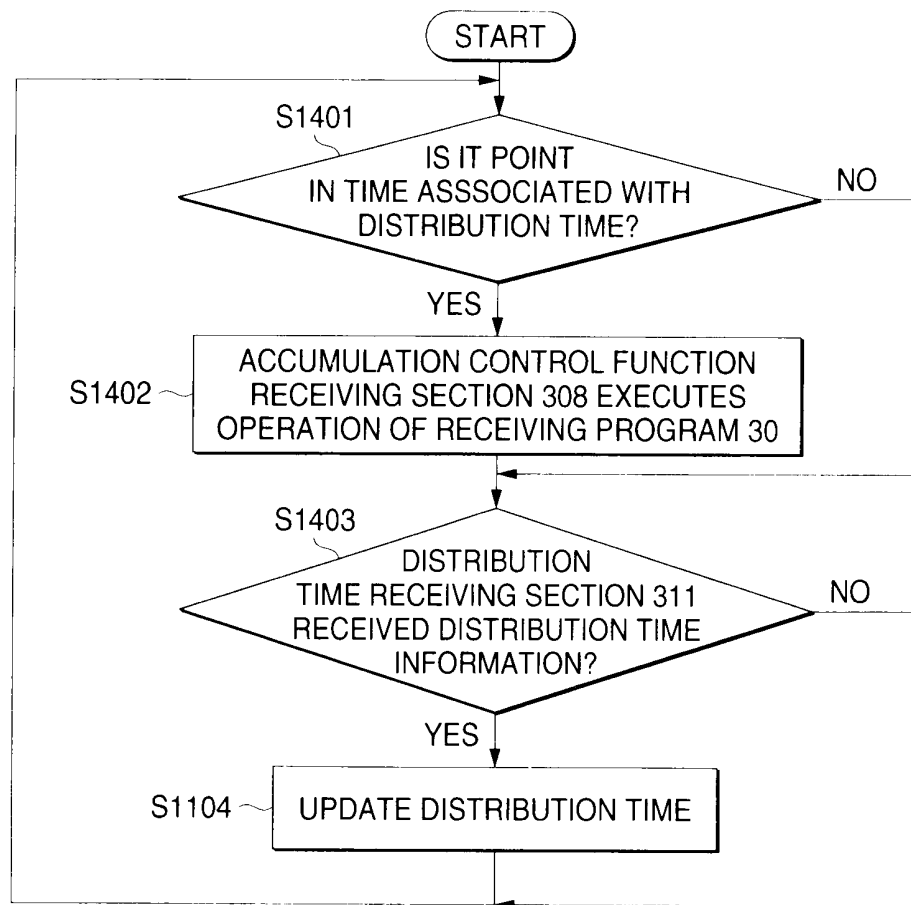 START
S1401
IS IT POINT
IN TIME ASSSOCIATED WITH
DISTRIBUTION TIME?
NO
YES
S1402
ACCUMULATION CONTROL FUNCTION
RECEIVING SECTION 308 EXECUTES
OPERATION OF RECEIVING PROGRAM 30
S1403
DISTRIBUTION
TIME RECEIVING SECTION 311
RECEIVED DISTRIBUTION TIME
INFORMATION?
NO
YES
S1104
UPDATE DISTRIBUTION TIME